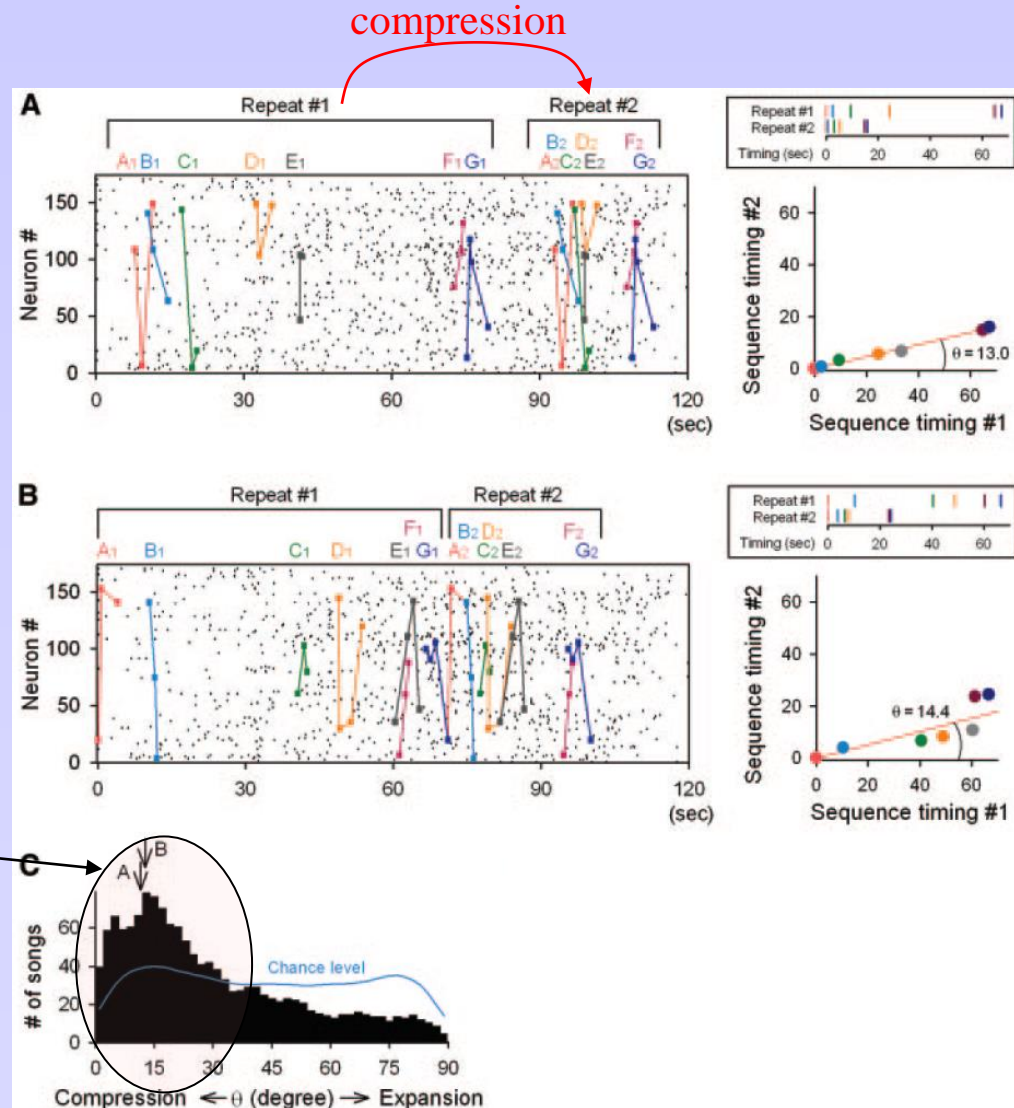 compression
A
Repeat #1
Repeat #2
B2 D2 F2
A1 B1 C1 D1 E1 F1 G1 A2 C2 E2 G2
Neuron #
150
100
50
0
0 30 60 90 120
(sec)
Repeat #1
Repeat #2
Timing (sec) 0 20 40 60
Sequence timing #2
60
40
20
0
θ = 13.0
0 20 40 60
Sequence timing #1
B
Repeat #1
Repeat #2
F1 B2 D2 F2
A1 B1 C1 D1 E1 G1 A2 C2 E2 G2
Neuron #
150
100
50
0
0 30 60 90 120
(sec)
Repeat #1
Repeat #2
Timing (sec) 0 20 40 60
Sequence timing #2
60
40
20
0
θ = 14.4
0 20 40 60
Sequence timing #1
C
A B
# of songs
60
40
20
0
Chance level
0 15 30 45 60 75 90
Compression ← θ (degree) → Expansion